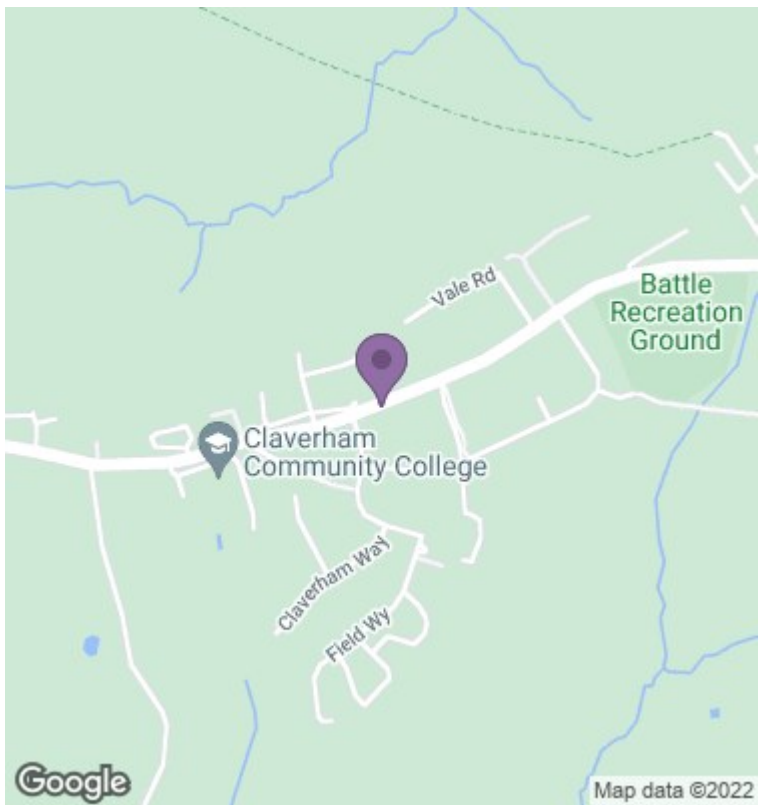 Vale Rd
Battle
Recreation
Ground
Claverham
Community College
Claverham Way
Field Wy
Google
Map data ©2022